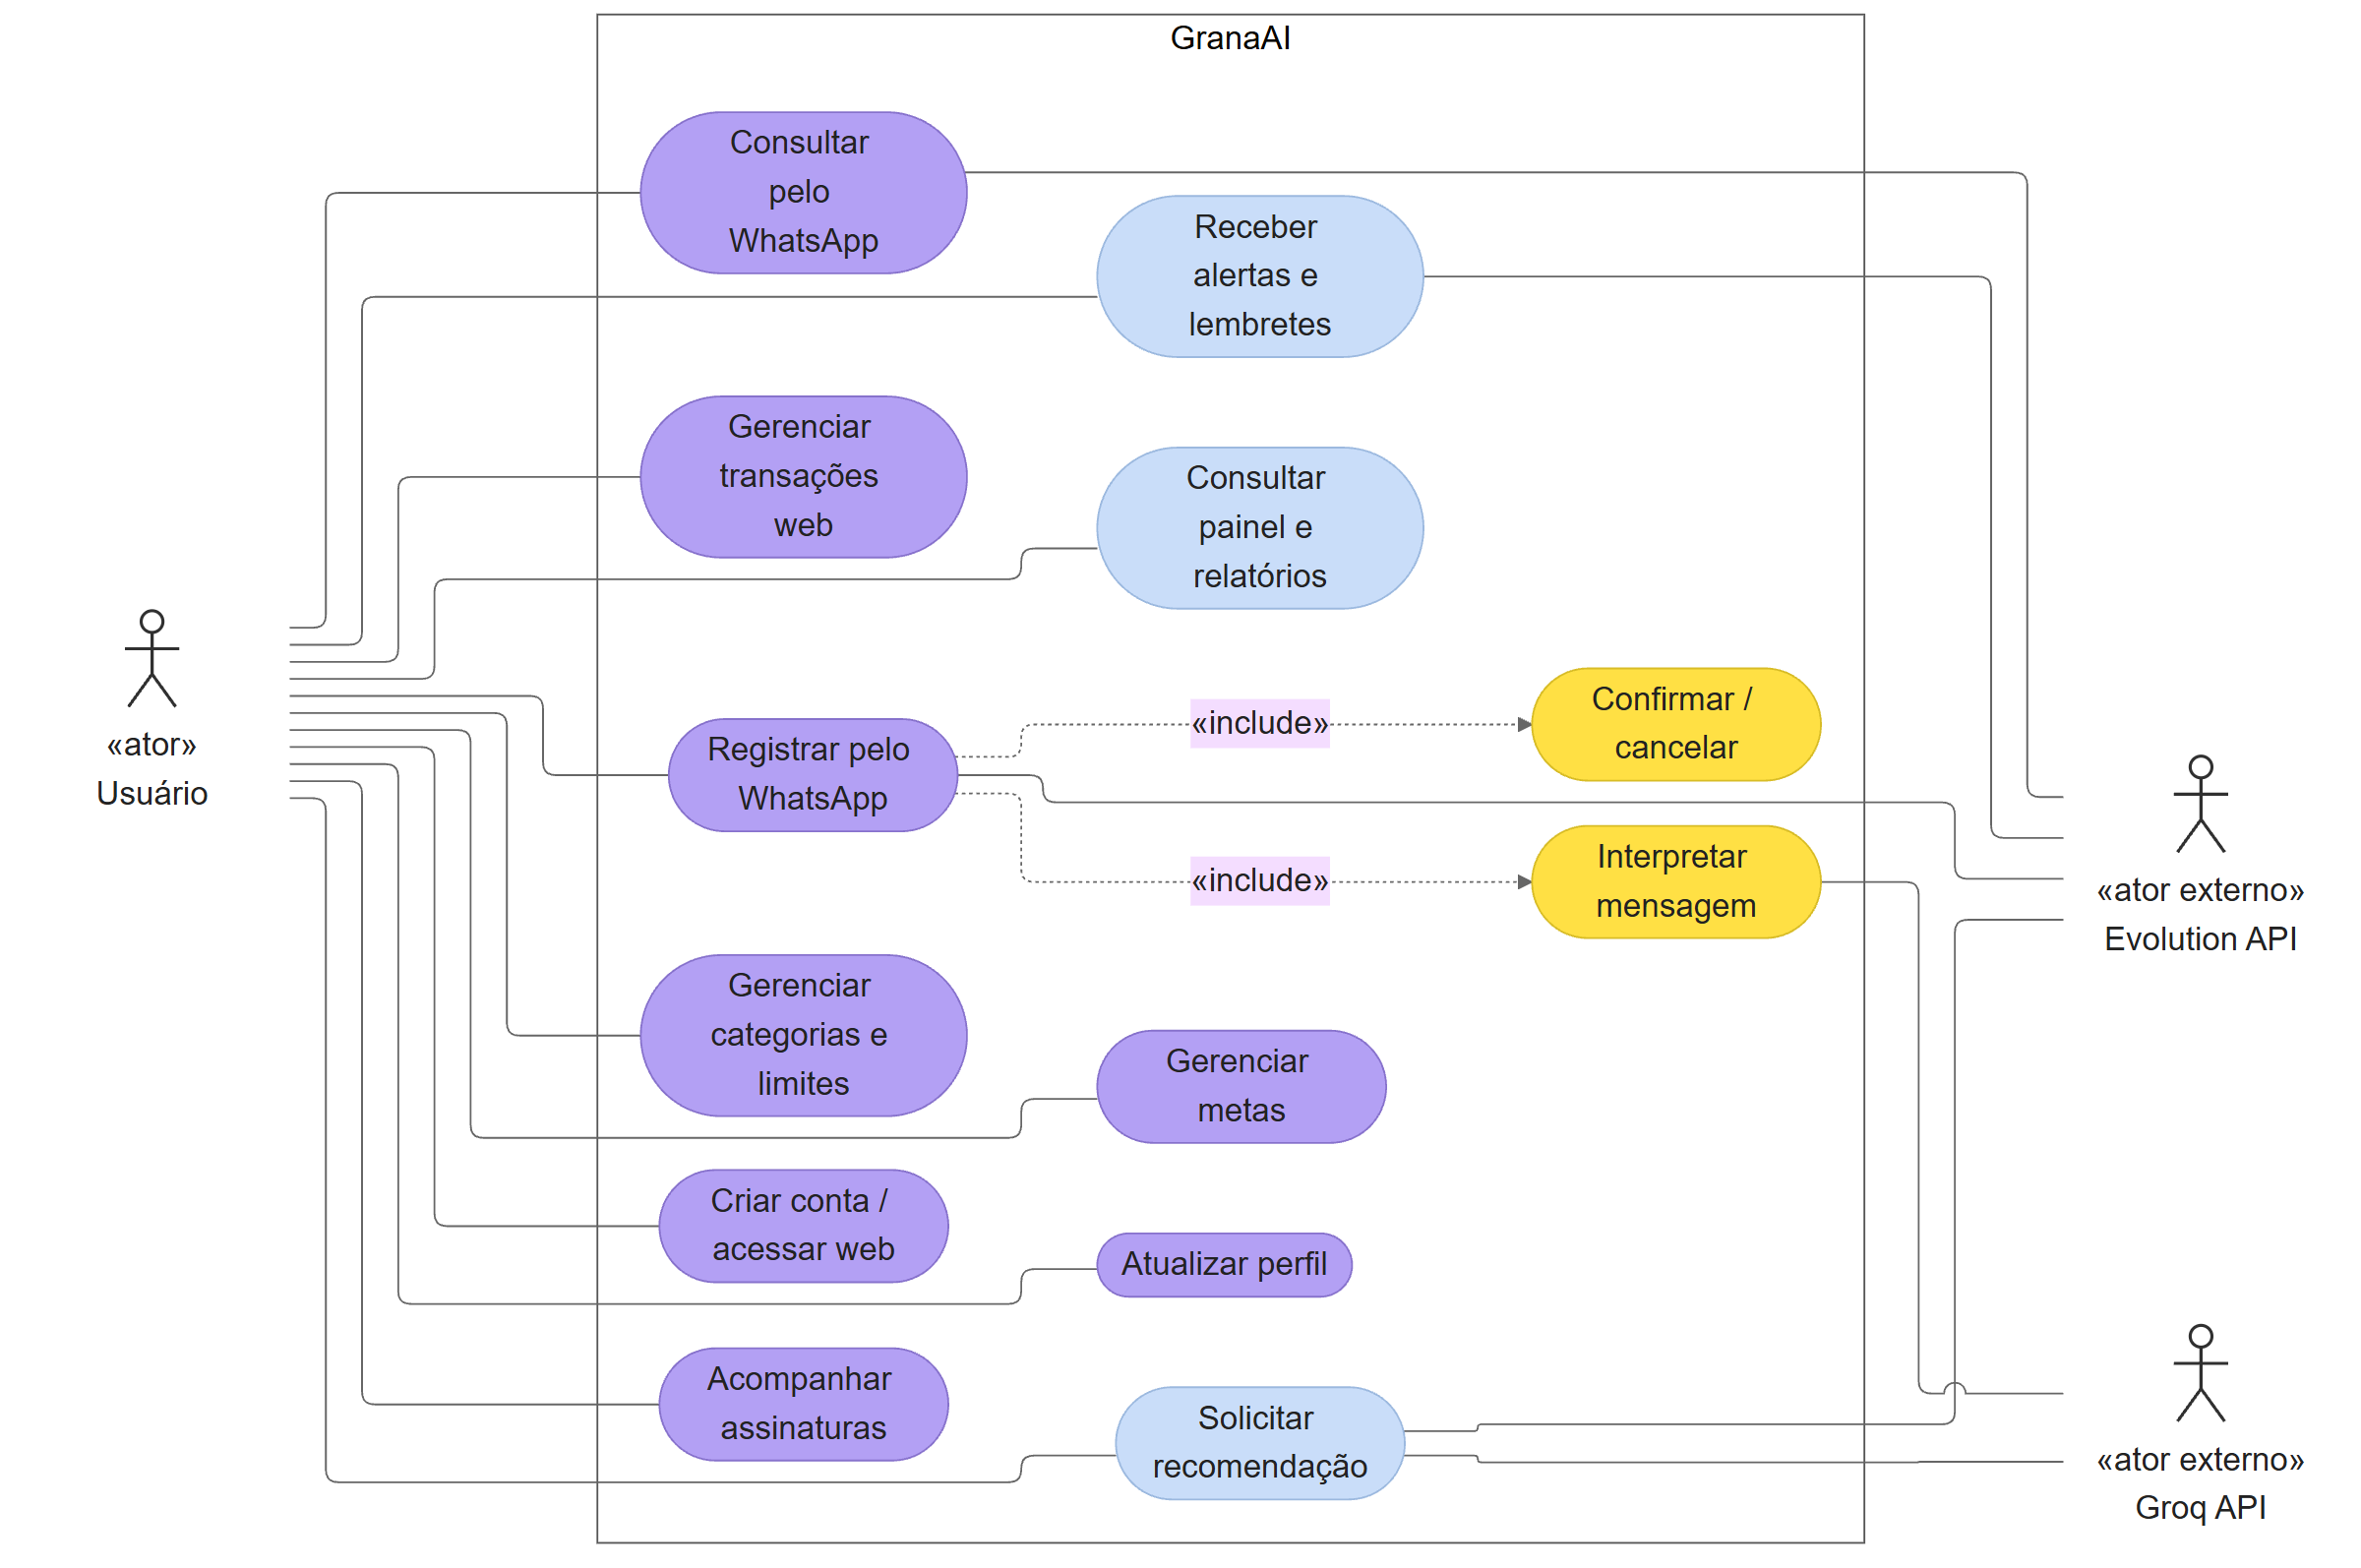 GranaAI
Consultar
pelo
WhatsApp
Receber
alertas e
lembretes
Gerenciar
transações
web
Consultar
painel e
relatórios
«ator»
Usuário
Registrar pelo
WhatsApp
«include»
Confirmar /
cancelar
«include»
Interpretar
mensagem
«ator externo»
Evolution API
Gerenciar
categorias e
limites
Gerenciar
metas
Criar conta /
acessar web
Atualizar perfil
Acompanhar
assinaturas
Solicitar
recomendação
«ator externo»
Groq API